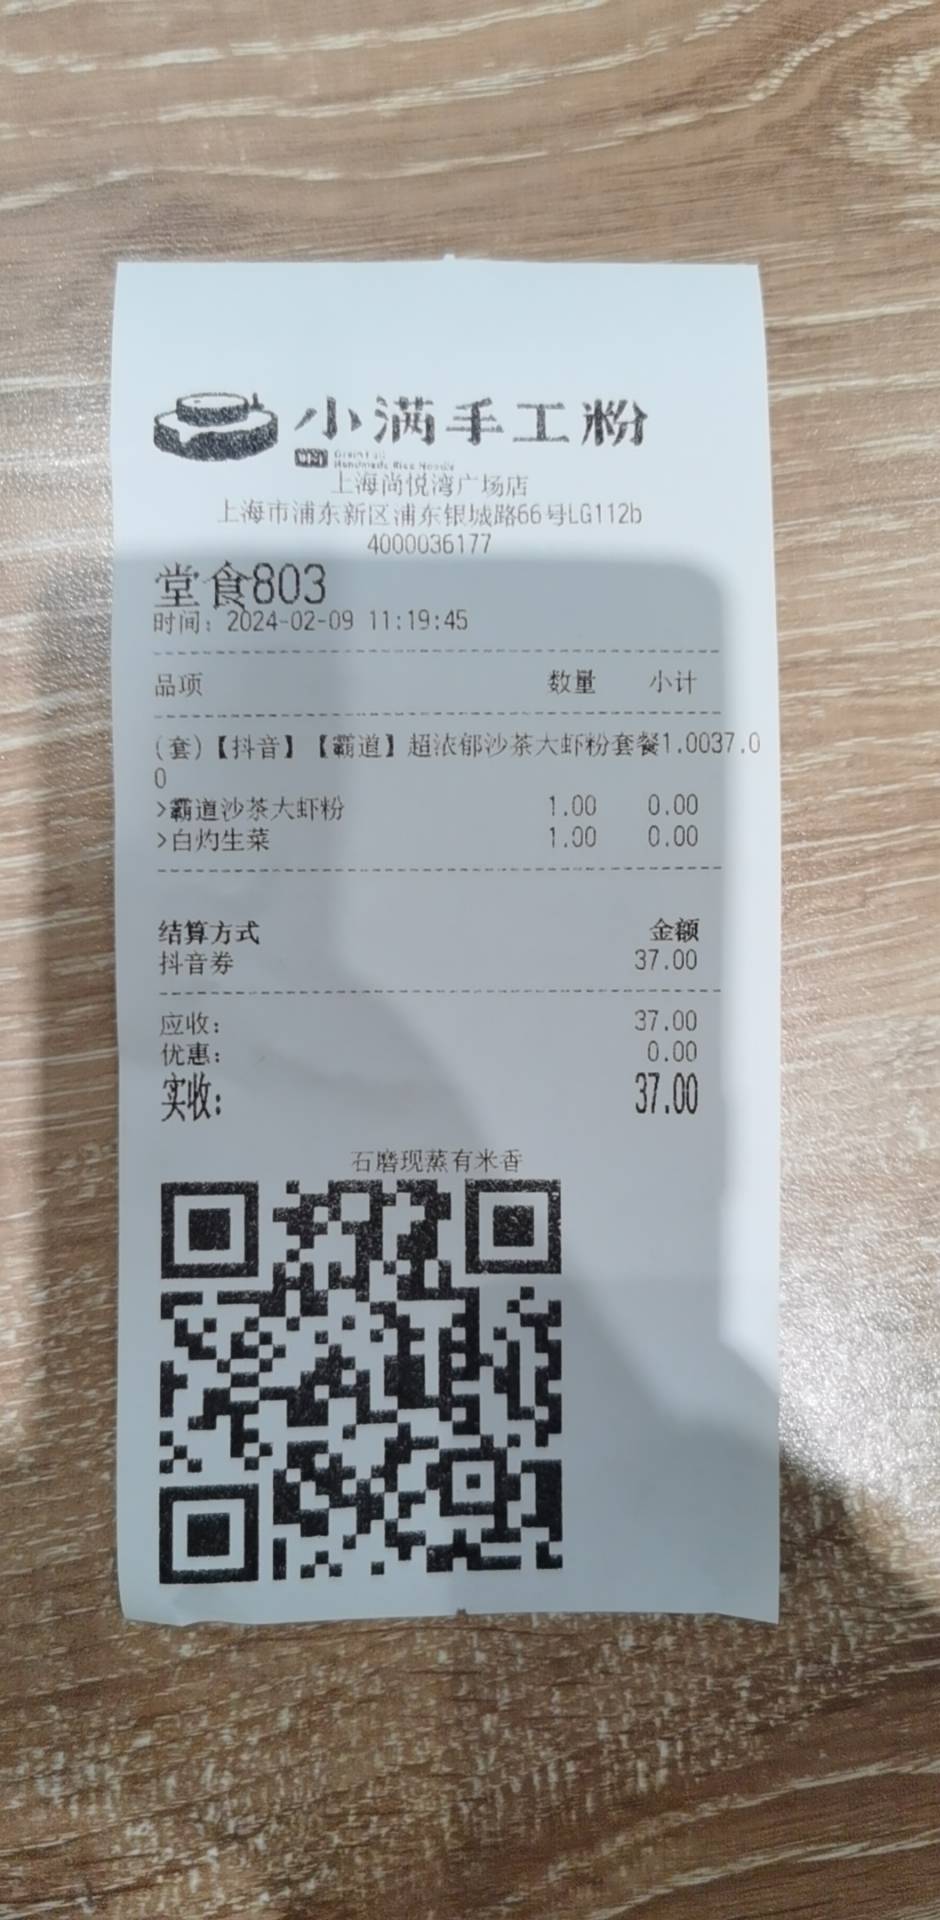 小满手工粉
Grain Full
Handmade Rice Noodle
上海尚悦湾广场店
上海市浦东新区浦东银城路66号LG112b
4000036177
堂食803
时间：2024-02-09 11:19:45
品项 数量 小计
(套)【抖音】【霸道】超浓郁沙茶大虾粉套餐1.0037.0
0
>霸道沙茶大虾粉 1.00 0.00
>白灼生菜 1.00 0.00
结算方式 金额
抖音券 37.00
应收： 37.00
优惠： 0.00
实收： 37.00
石磨现蒸有米香